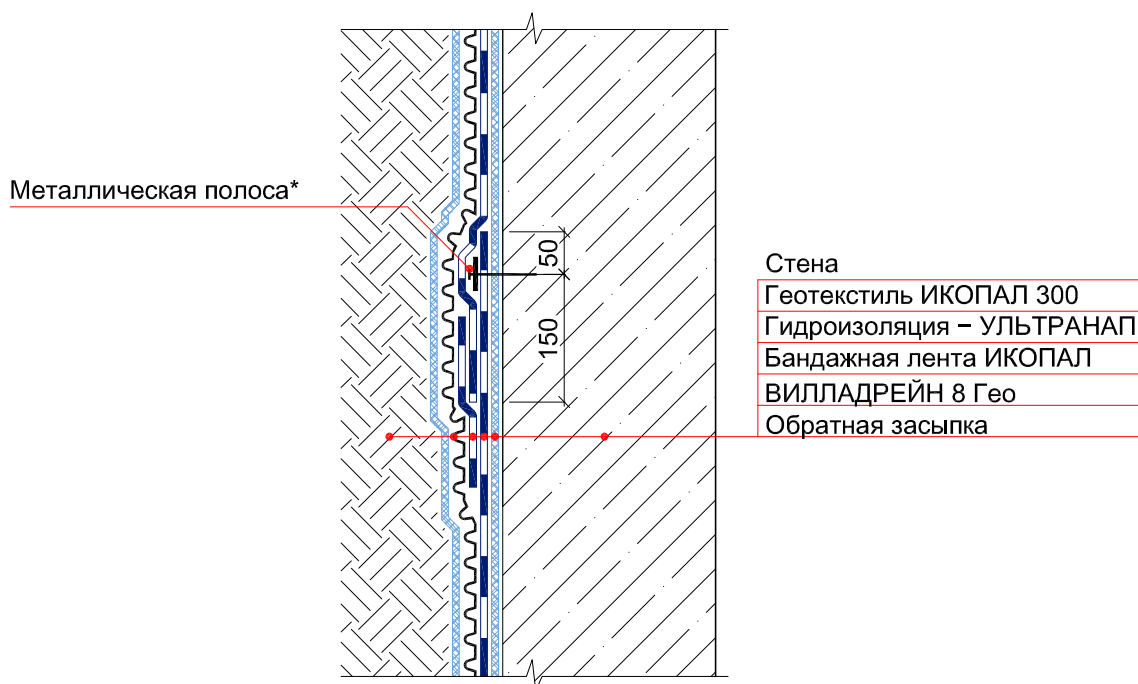 Металлическая полоса*
50
150
Стена
Геотекстиль ИКОПАЛ 300
Гидроизоляция – УЛЬТРАНАП
Бандажная лента ИКОПАЛ
ВИЛЛАДРЕЙН 8 Гео
Обратная засыпка